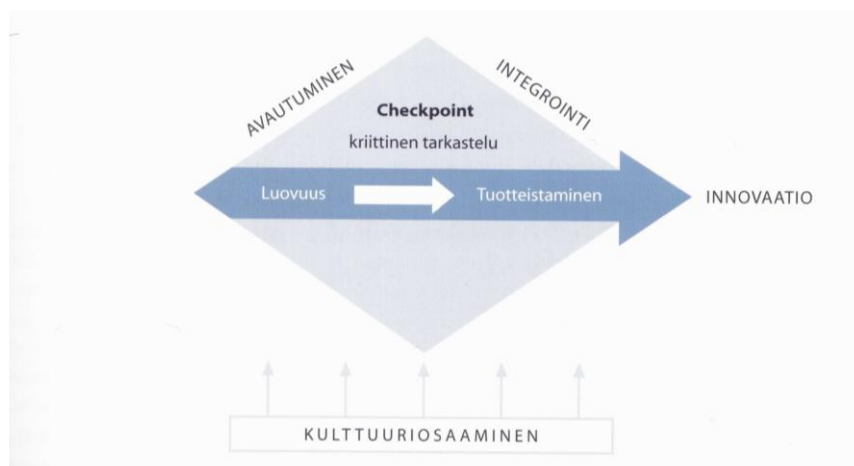 AVAUTUMINEN
INTEGROINTI
Checkpoint
kriittinen tarkastelu
Luovuus
Tuotteistaminen
INNOVAATIO
KULTTUURIOSAAMINEN